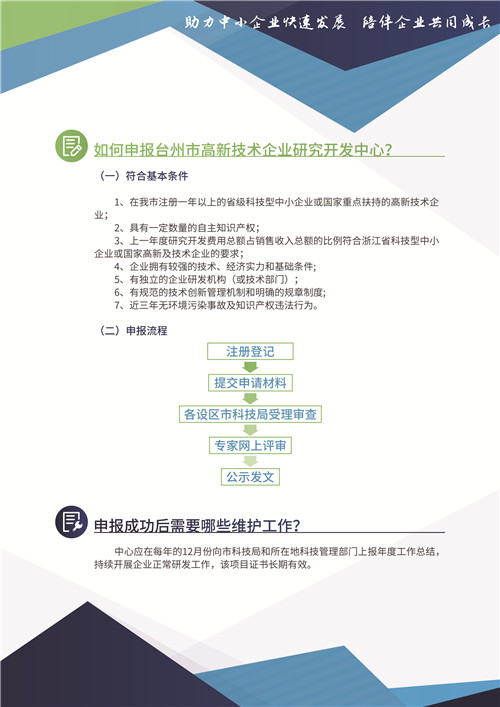 助力中小企业快速发展 陪伴企业共同成长
如何申报台州市高新技术企业研究开发中心？
（一）符合基本条件
1、在我市注册一年以上的省级科技型中小企业或国家重点扶持的高新技术企
业；
2、具有一定数量的自主知识产权；
3、上一年度研究开发费用总额占销售收入总额的比例符合浙江省科技型中小
企业或国家高新及技术企业的要求；
4、企业拥有较强的技术、经济实力和基础条件；
5、有独立的企业研发机构（或技术部门）；
6、有规范的技术创新管理机制和明确的规章制度；
7、近三年无环境污染事故及知识产权违法行为。
（二）申报流程
注册登记
提交申请材料
各设区市科技局受理审查
专家网上评审
公示发文
申报成功后需要哪些维护工作？
中心应在每年的12月份向市科技局和所在地科技管理部门上报年度工作总结，
持续开展企业正常研发工作，该项目证书长期有效。